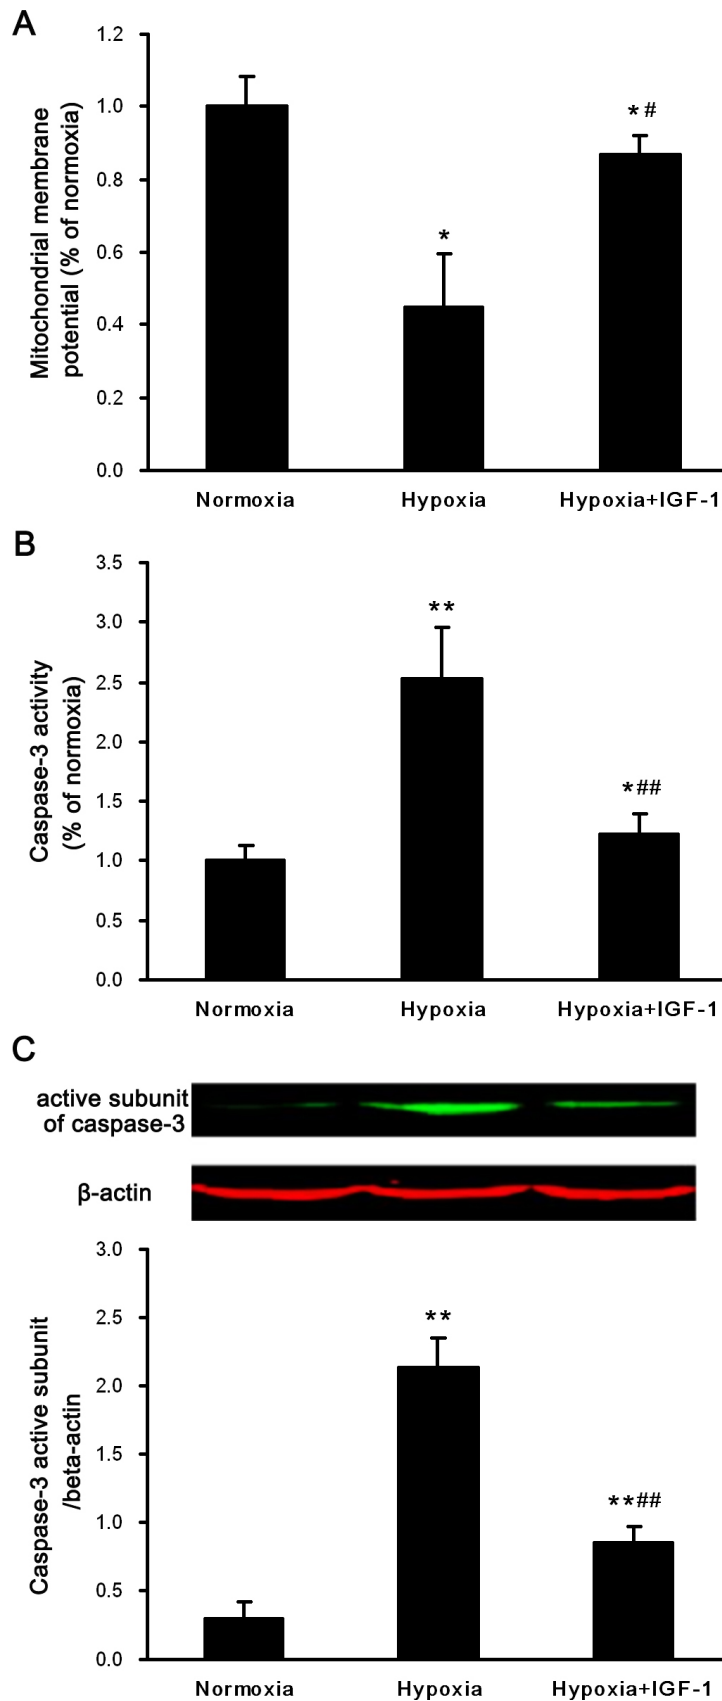 A
Mitochondrial membrane
potential (% of normoxia)
1.2
1.0
0.8
0.6
0.4
0.2
0.0
*
* #
Normoxia Hypoxia Hypoxia+IGF-1
B
Caspase-3 activity
(% of normoxia)
3.5
3.0
2.5
2.0
1.5
1.0
0.5
0.0
**
*##
Normoxia Hypoxia Hypoxia+IGF-1
C
active subunit
of caspase-3
β-actin
Caspase-3 active subunit
/beta-actin
3.0
2.5
2.0
1.5
1.0
0.5
0.0
**
**##
Normoxia Hypoxia Hypoxia+IGF-1